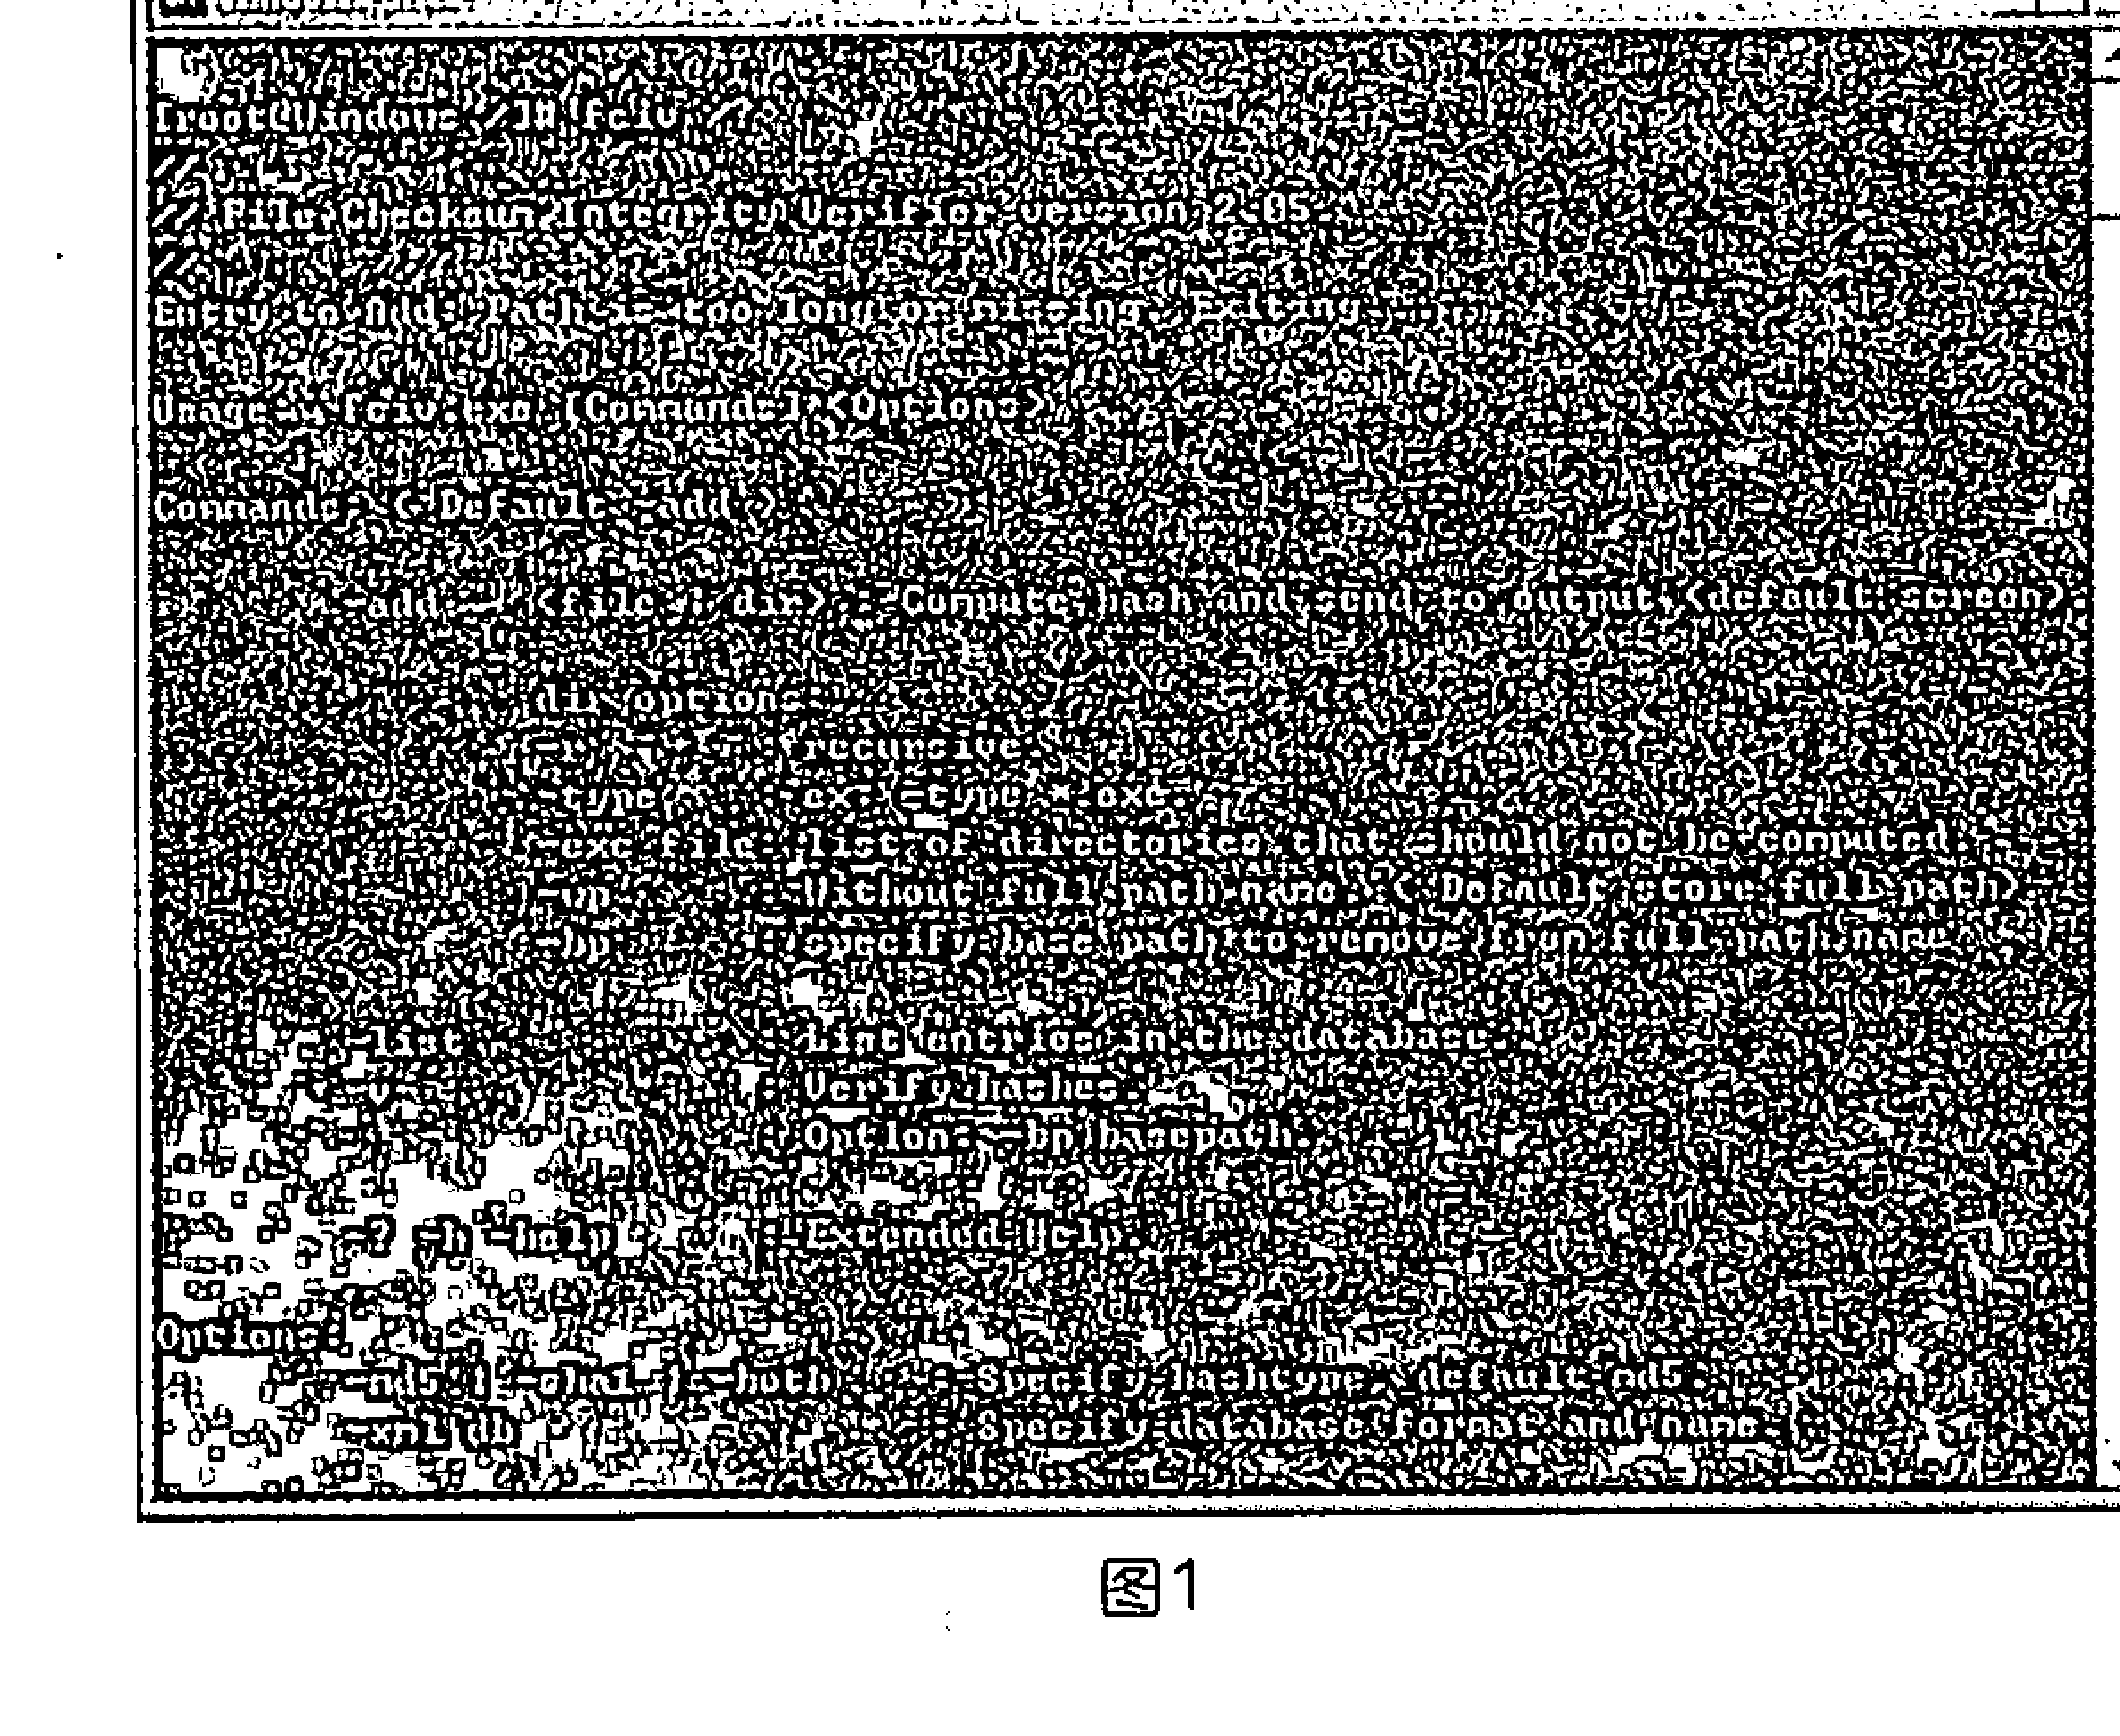 [root@Windows /]# fciv
//
// File Checksum Integrity Verifier version 2.05.
//
Entry to Add: Path is too long or missing. Exiting
Usage: fciv.exe [Commands] <Options>
Commands: ( Default -add )
-add <file | dir> : Compute hash and send to output (default screen).
dir options:
-r : recursive.
-type : ex: -type *.exe.
-exc file: list of directories that should not be computed.
-wp : Without full path name. ( Default store full path)
-bp : specify base path to remove from full path name
-list : List entries in the database.
-v : Verify hashes.
: Option: -bp basepath.
-? -h -help : Extended Help.
Options:
-md5 | -sha1 | -both : Specify hashtype, default md5.
-xml db : Specify database format and name.
图1